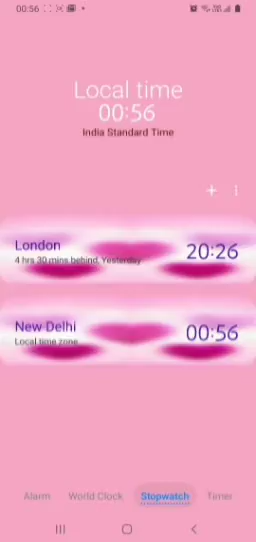 00:56
Local time
00:56
India Standard Time
London
4 hrs 30 mins behind, Yesterday
20:26
New Delhi
Local time zone
00:56
Alarm World Clock Stopwatch Timer